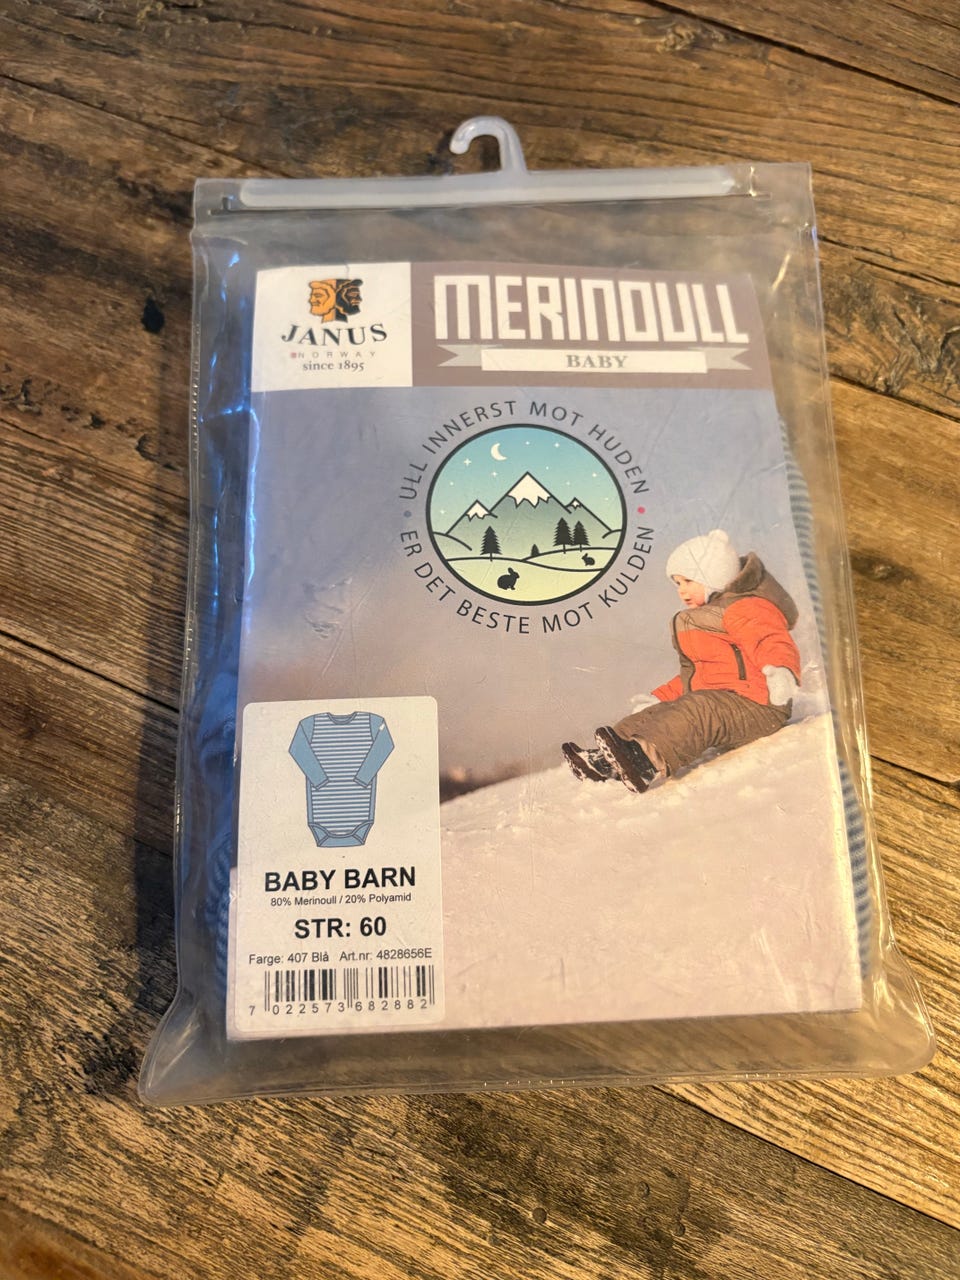 JANUS
NORWAY
since 1895
MERINOULL
BABY
ULL INNERST MOT HUDEN
ER DET BESTE MOT KULDEN
BABY BARN
80% Merinoull / 20% Polyamid
STR: 60
Farge: 407 Blå Art.nr: 4828656E
7 022573 682882